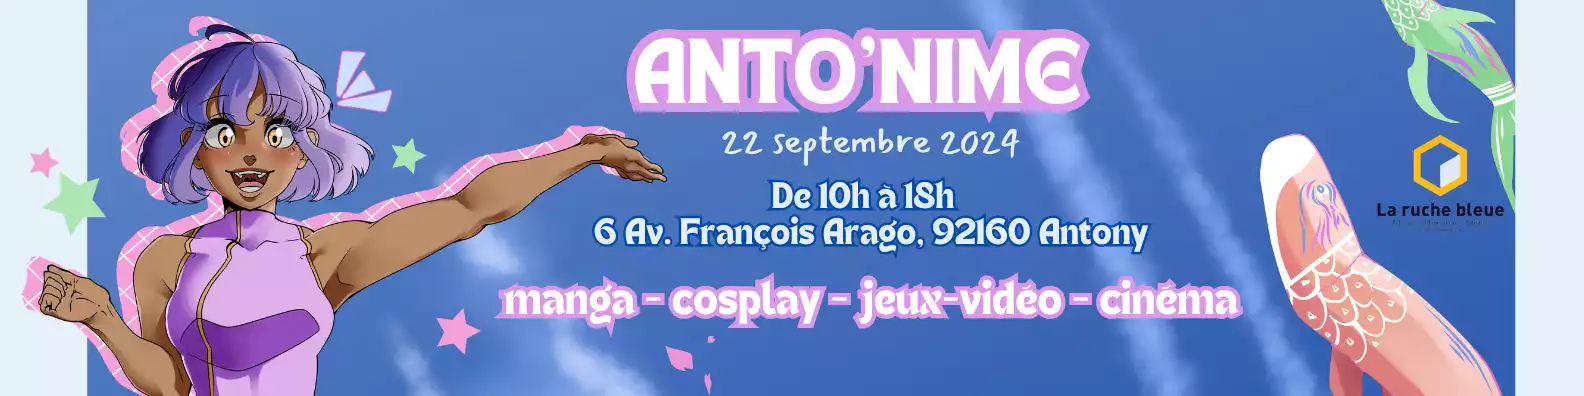 ANTO'NIME
22 septembre 2024
De 10h à 18h
6 Av. François Arago, 92160 Antony
manga - cosplay - jeux-vidéo - cinéma
La ruche bleue